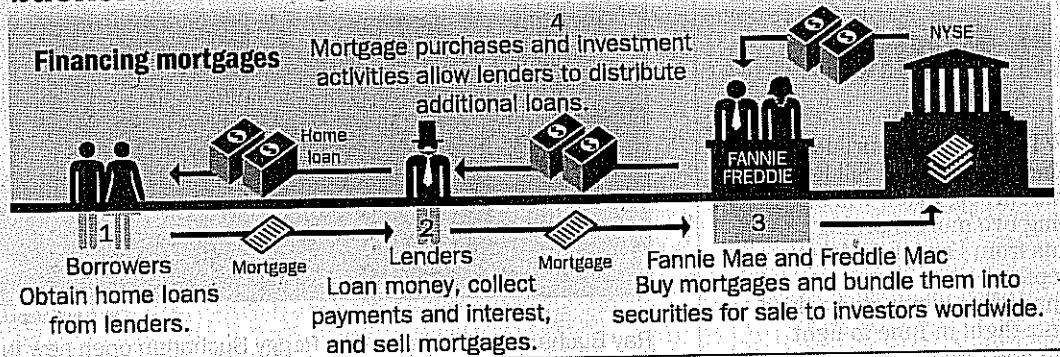 Financing mortgages
4
Mortgage purchases and investment
activities allow lenders to distribute
additional loans.
NYSE
Home
loan
FANNIE
FREDDIE
1
Borrowers
Obtain home loans
from lenders.
Mortgage
2
Lenders
Loan money, collect
payments and interest,
and sell mortgages.
Mortgage
3
Fannie Mae and Freddie Mac
Buy mortgages and bundle them into
securities for sale to investors worldwide.